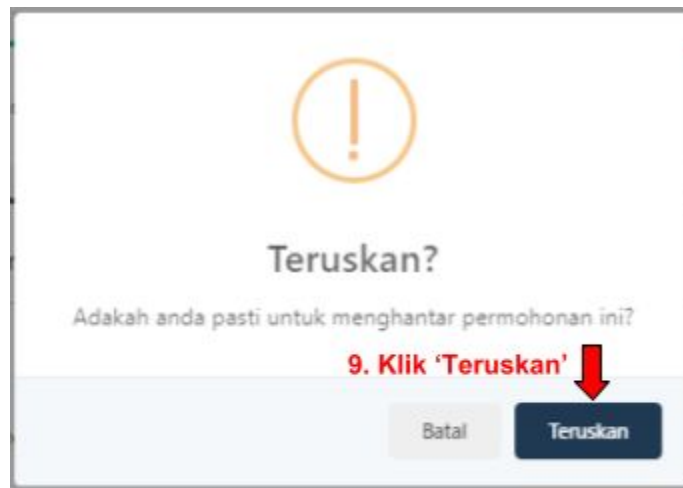 Teruskan?
Adakah anda pasti untuk menghantar permohonan ini?
9. Klik ‘Teruskan’
Batal
Teruskan